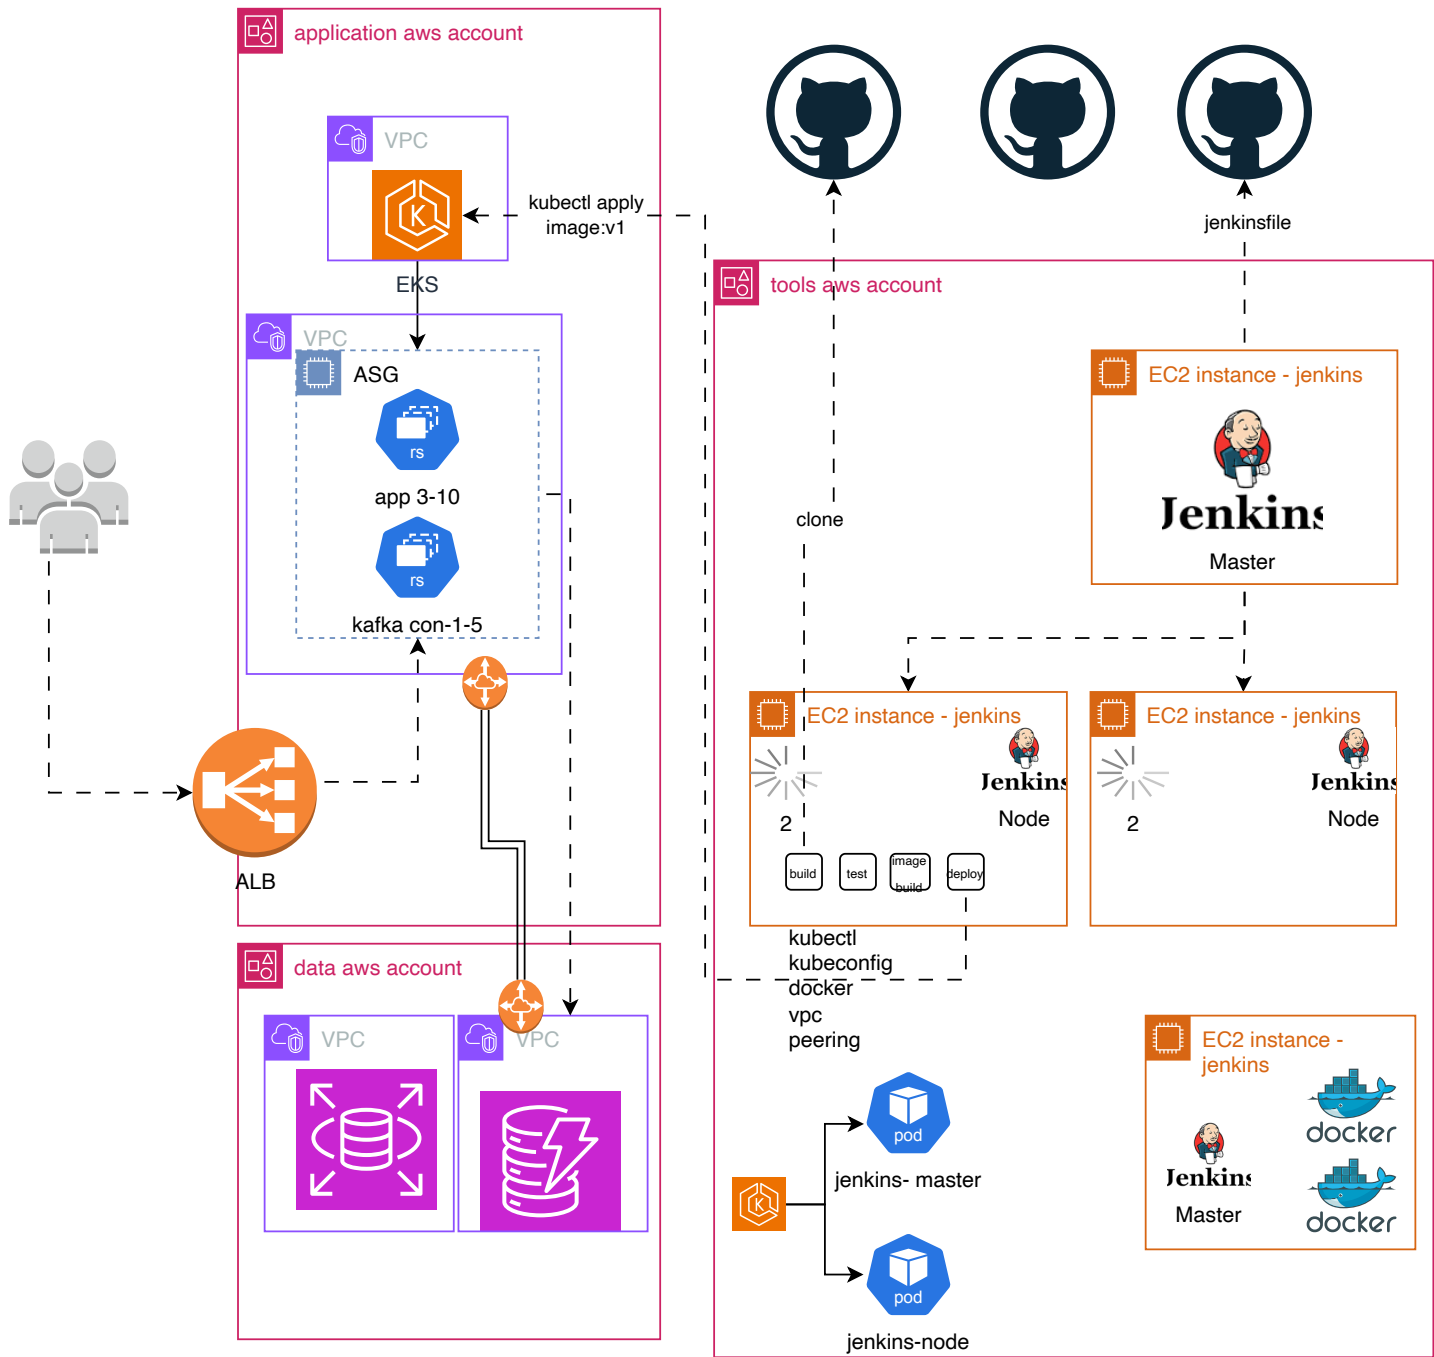 application aws account
VPC
kubectl apply
image:v1
EKS
VPC
ASG
rs
app 3-10
rs
kafka con-1-5
ALB
data aws account
VPC
VPC
jenkinsfile
tools aws account
EC2 instance - jenkins
Jenkins
Master
clone
EC2 instance - jenkins
Jenkins
Node
2
build
test
image
build
deploy
EC2 instance - jenkins
Jenkins
Node
2
kubectl
kubeconfig
docker
vpc
peering
pod
jenkins- master
pod
jenkins-node
EC2 instance -
jenkins
docker
Jenkins
Master
docker